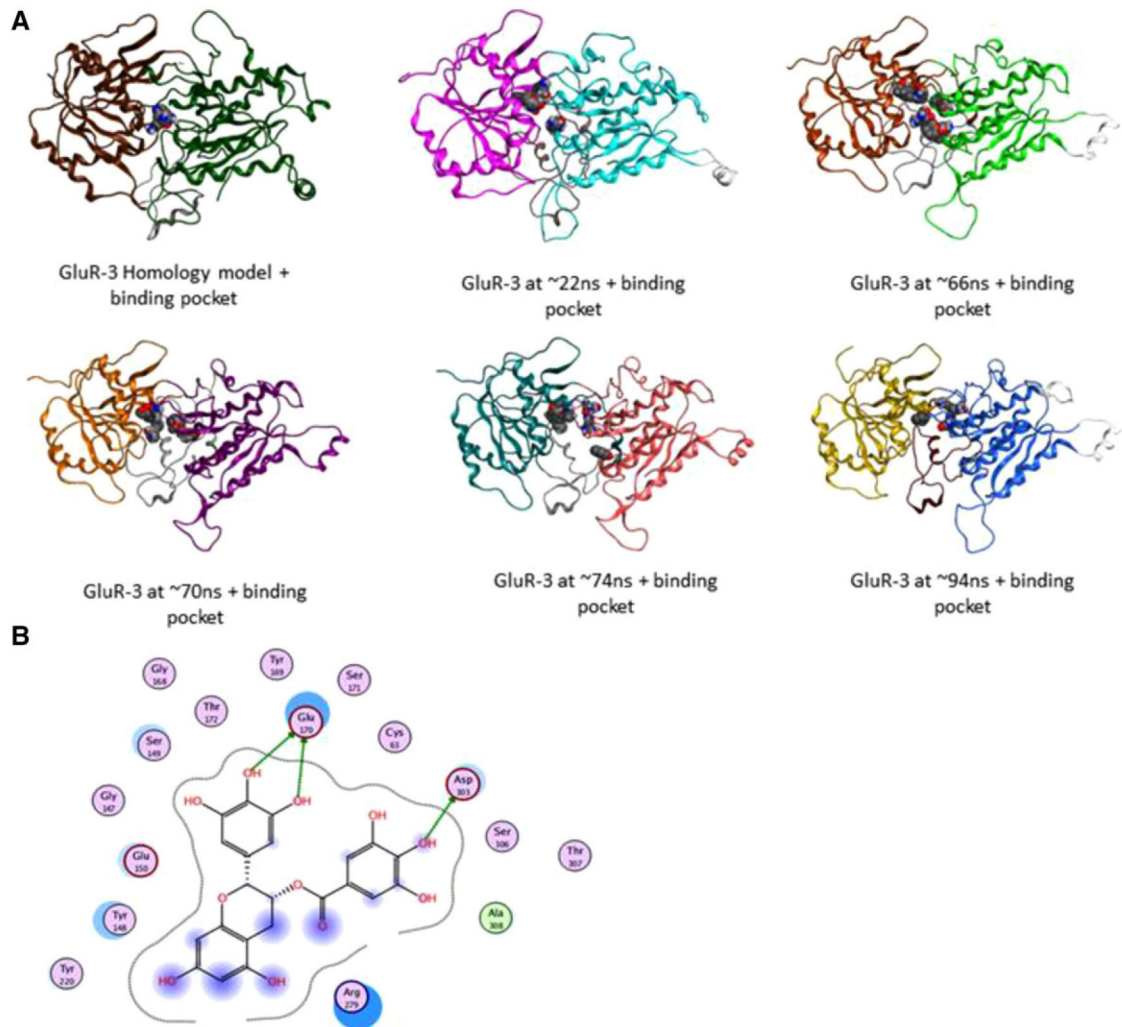 A
GluR-3 Homology model +
binding pocket
GluR-3 at ~22ns + binding
pocket
GluR-3 at ~66ns + binding
pocket
GluR-3 at ~70ns + binding
pocket
GluR-3 at ~74ns + binding
pocket
GluR-3 at ~94ns + binding
pocket
B
Gly
168
Tyr
169
Ser
171
Thr
172
Glu
170
Ser
149
Cys
63
Gly
147
Asp
303
Glu
150
Ser
306
Thr
307
Tyr
148
Ala
308
Tyr
220
Arg
279
OH
HO
OH
OH
OH
OH
O
O
O
HO
OH